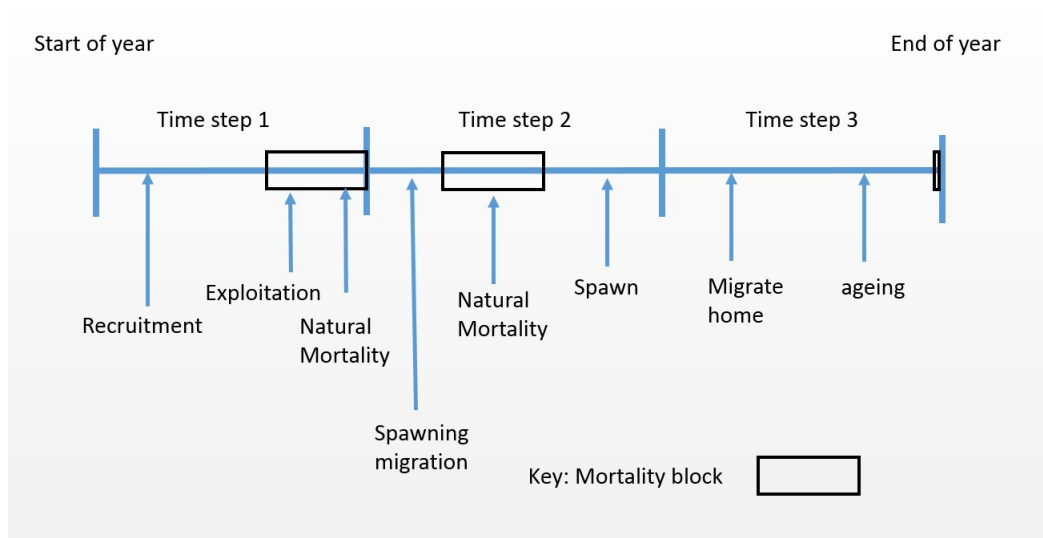 Start of year
End of year
Time step 1
Time step 2
Time step 3
Recruitment
Exploitation
Natural
Mortality
Spawning
migration
Natural
Mortality
Spawn
Migrate
home
ageing
Key: Mortality block